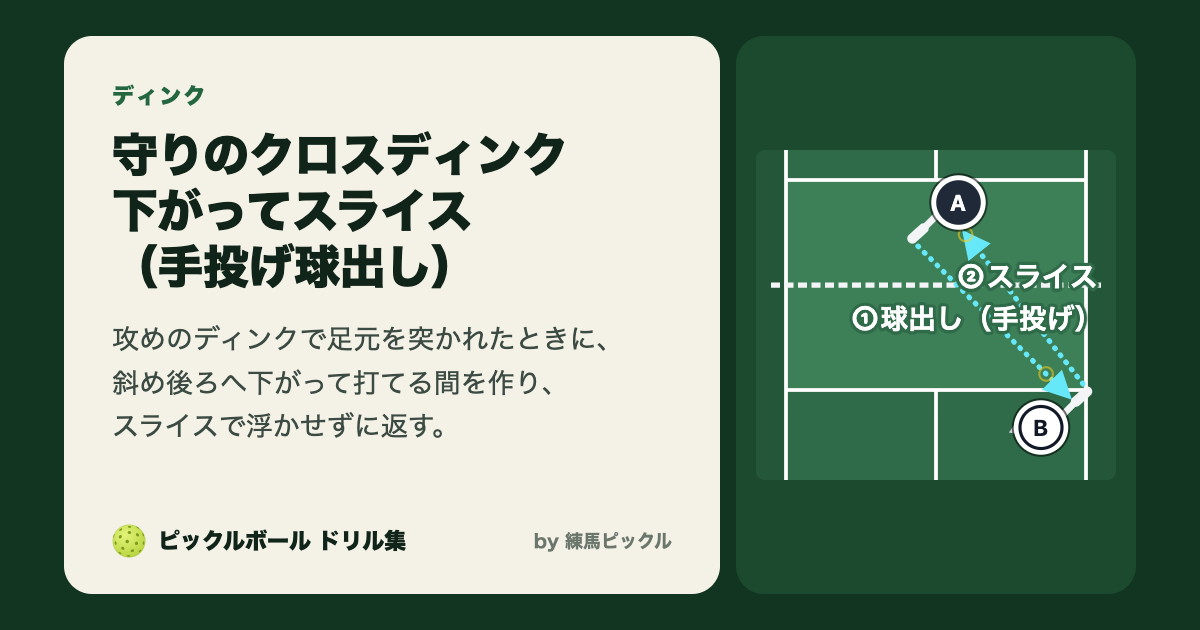 ディンク
守りのクロスディンク
下がってスライス
（手投げ球出し）
攻めのディンクで足元を突かれたときに、
斜め後ろへ下がって打てる間を作り、
スライスで浮かせずに返す。
ピックルボール ドリル集
by 練馬ピックル
A
②スライス
①球出し（手投げ）
B